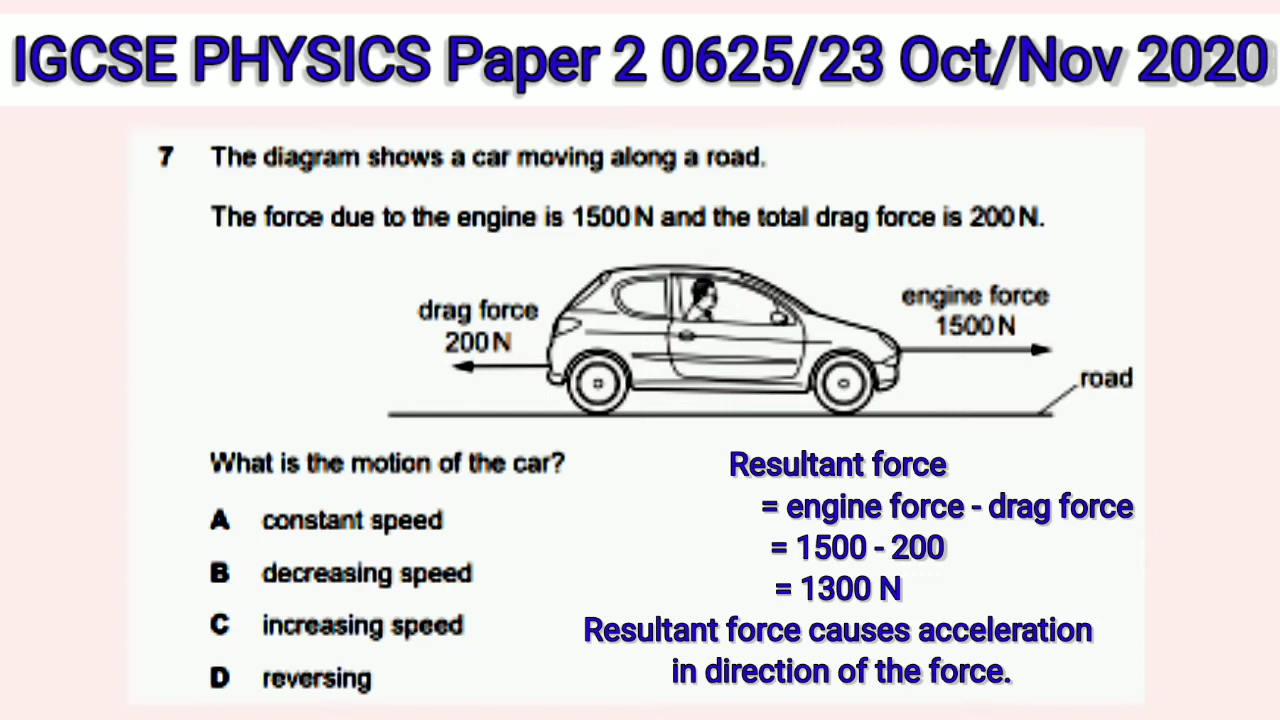 IGCSE PHYSICS Paper 2 0625/23 Oct/Nov 2020
7 The diagram shows a car moving along a road.
The force due to the engine is 1500 N and the total drag force is 200 N.
drag force
200 N
engine force
1500 N
road
What is the motion of the car?
A constant speed
B decreasing speed
C increasing speed
D reversing
Resultant force
= engine force - drag force
= 1500 - 200
= 1300 N
Resultant force causes acceleration
in direction of the force.